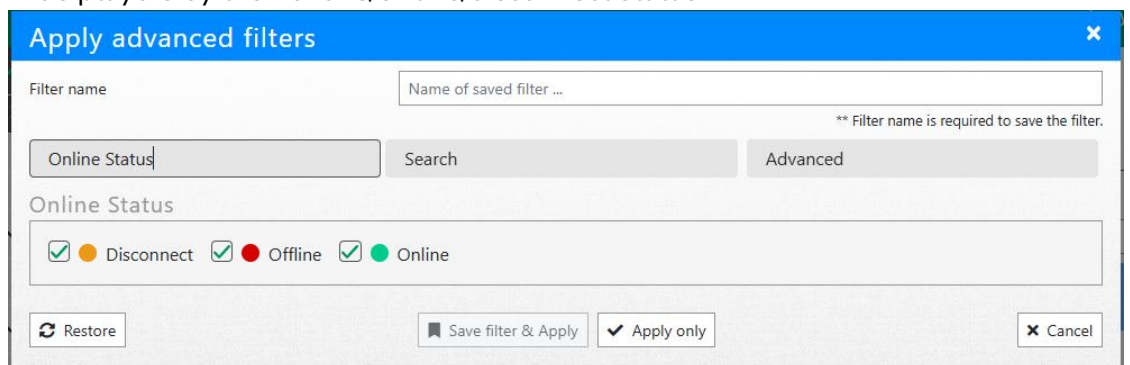 Apply advanced filters
Filter name
Name of saved filter ...
** Filter name is required to save the filter.
Online Status Search Advanced
Online Status
Disconnect Offline Online
Restore Save filter & Apply Apply only Cancel